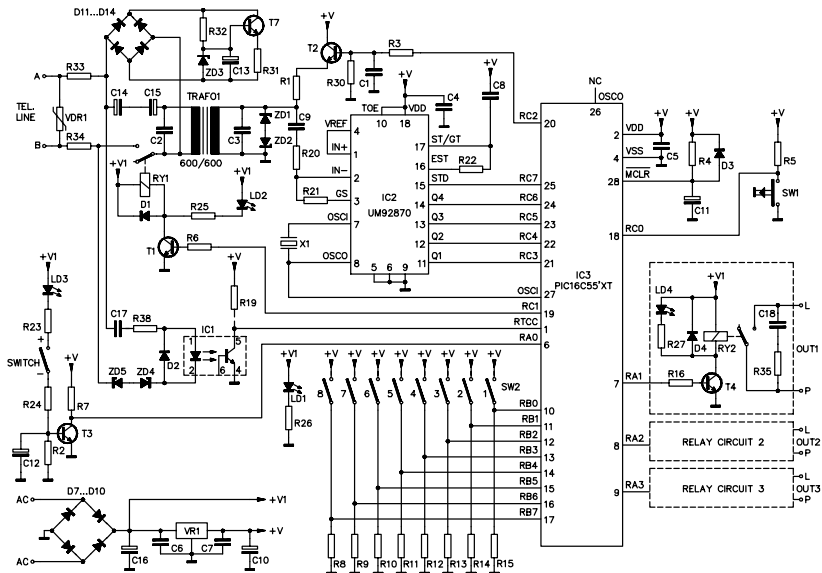 D11...D14
R32
T7
ZD3
C13
R31
+V
T2
R3
R30
C1
R1
A
R33
C14
C15
TRAFO1
TEL.
LINE
VDR1
B
R34
C2
C3
600/600
ZD1
ZD2
C9
R20
R21
+V
C4
+V
C8
TOE
VDD
10
18
VREF
4
IN+
1
IN-
2
GS
3
OSCI
7
OSCO
8
IC2
UM92870
5
6
9
ST/GT
17
EST
16
R22
STD
15
Q4
14
Q3
13
Q2
12
Q1
11
X1
+V1
RY1
D1
R25
LD2
T1
R6
NC
OSCO
26
RC2
20
RC7
25
RC6
24
RC5
23
RC4
22
RC3
21
OSCI
27
RC1
19
RTCC
1
RA0
6
IC3
PIC16C55'XT
2
VDD
4
VSS
28
MCLR
+V
C5
+V
R4
D3
C11
+V
R5
SW1
18
RC0
+V1
LD3
R23
SWITCH
+
-
R24
+V
R7
T3
C12
R2
C17
R38
IC1
1
2
5
6
4
D2
ZD5
ZD4
+V
R19
+V1
LD1
R26
+V
+V
+V
+V
+V
+V
+V
+V
8
7
6
5
4
3
2
1
SW2
RB0
10
RB1
11
RB2
12
RB3
13
RB4
14
RB5
15
RB6
16
RB7
17
R8
R9
R10
R11
R12
R13
R14
R15
+V1
LD4
R27
D4
RY2
C18
R35
L
OUT1
P
7
RA1
R16
T4
8
RA2
RELAY CIRCUIT 2
L
OUT2
P
9
RA3
RELAY CIRCUIT 3
L
OUT3
P
D7...D10
AC
AC
+V1
+V
VR1
C16
C6
C7
C10